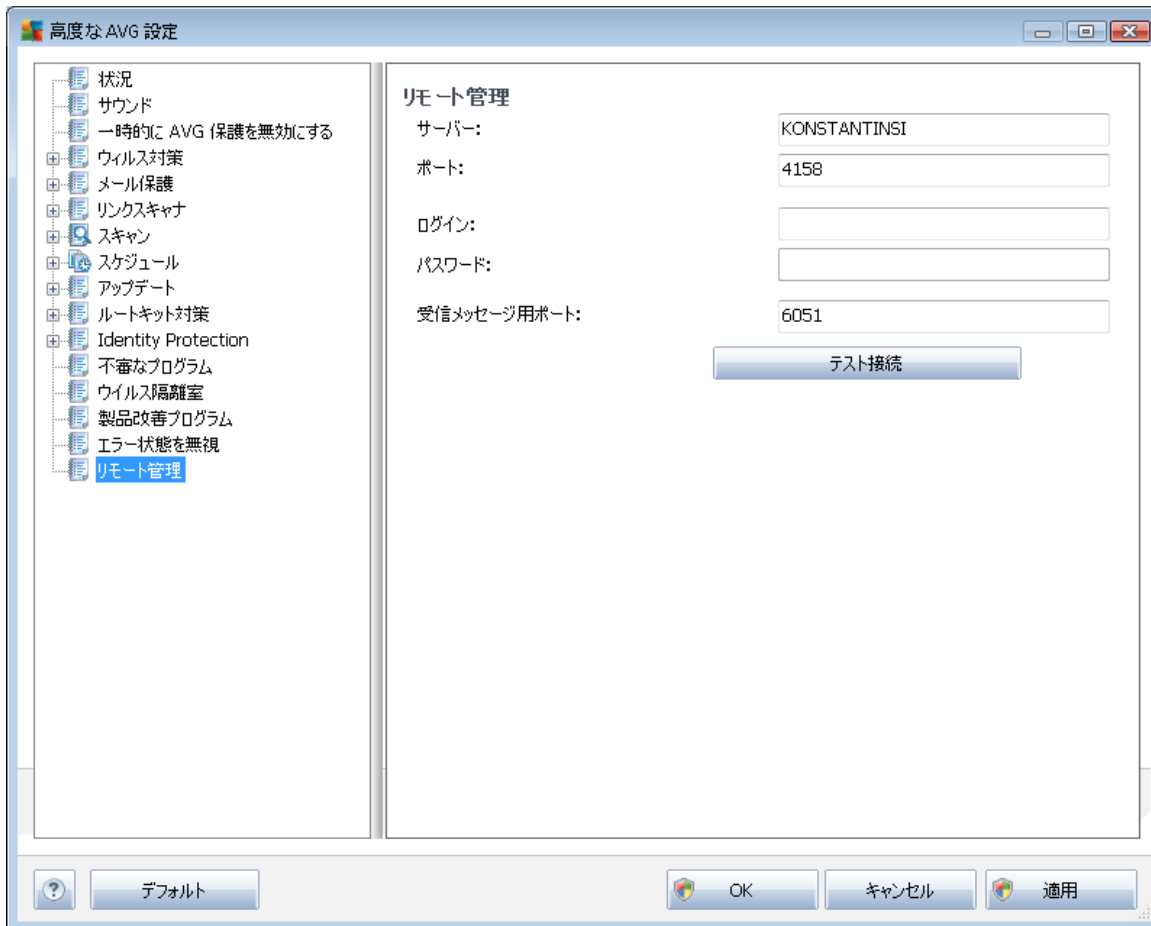 高度な AVG 設定
状況
サウンド
一時的に AVG 保護を無効にする
ウィルス対策
メール保護
リンクスキャナ
スキャン
スケジュール
アップデート
ルートキット対策
Identity Protection
不審なプログラム
ウイルス隔離室
製品改善プログラム
エラー状態を無視
リモート管理
リモート管理
サーバー: KONSTANTINSI
ポート: 4158
ログイン:
パスワード:
受信メッセージ用ポート: 6051
テスト接続
? デフォルト OK キャンセル 適用